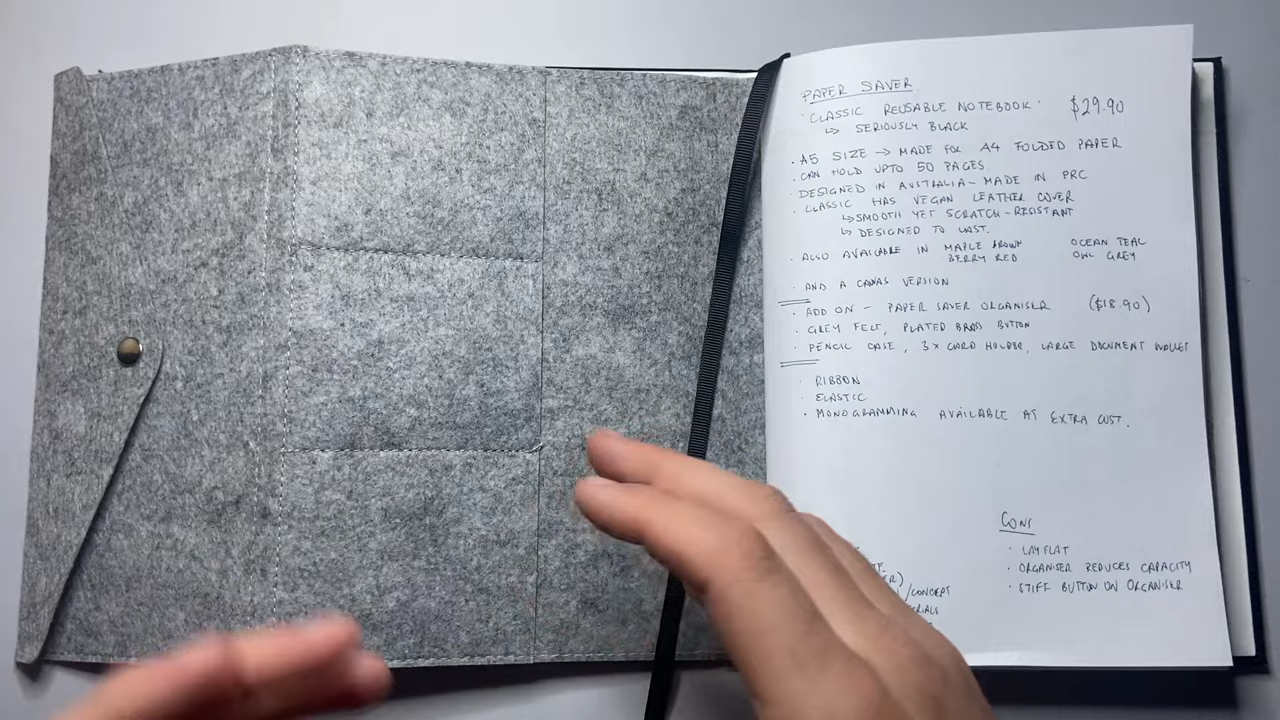 PAPER SAVER
· CLASSIC REUSABLE NOTEBOOK · $29.90
↳ SERIOUSLY BLACK
· A5 SIZE → MADE FOR A4 FOLDED PAPER
· CAN HOLD UPTO 50 PAGES.
· DESIGNED IN AUSTRALIA - MADE IN PRC
· CLASSIC HAS VEGAN LEATHER COVER
↳ SMOOTH YET SCRATCH-RESISTANT
↳ DESIGNED TO LAST.
· ALSO AVAILABLE IN MAPLE BROWN OCEAN TEAL
BERRY RED OWL GREY
· AND A CANVAS VERSION
· ADD ON - PAPER SAVER ORGANISER ($18.90)
· GREY FELT, PLATED BRASS BUTTON
· PENCIL CASE, 3 x CARD HOLDER, LARGE DOCUMENT WALLET
· RIBBON
· ELASTIC
· MONOGRAMMING AVAILABLE AT EXTRA COST.
CONS
· LAY FLAT
· ORGANISER REDUCES CAPACITY
· STIFF BUTTON ON ORGANISER
/CONCEPT